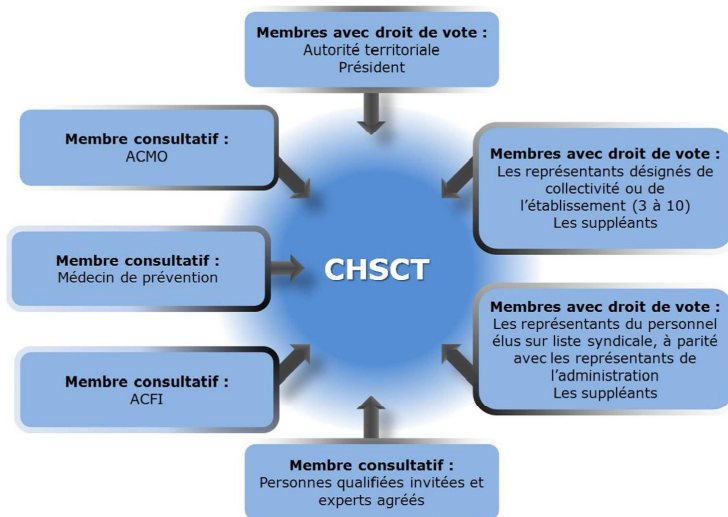 Membres avec droit de vote :
Autorité territoriale
Président
Membre consultatif :
ACMO
Membres avec droit de vote :
Les représentants désignés de
collectivité ou de
l'établissement (3 à 10)
Les suppléants
Membre consultatif :
Médecin de prévention
CHSCT
Membres avec droit de vote :
Les représentants du personnel
élus sur liste syndicale, à parité
avec les représentants de
l'administration
Les suppléants
Membre consultatif :
ACFI
Membre consultatif :
Personnes qualifiées invitées et
experts agréés